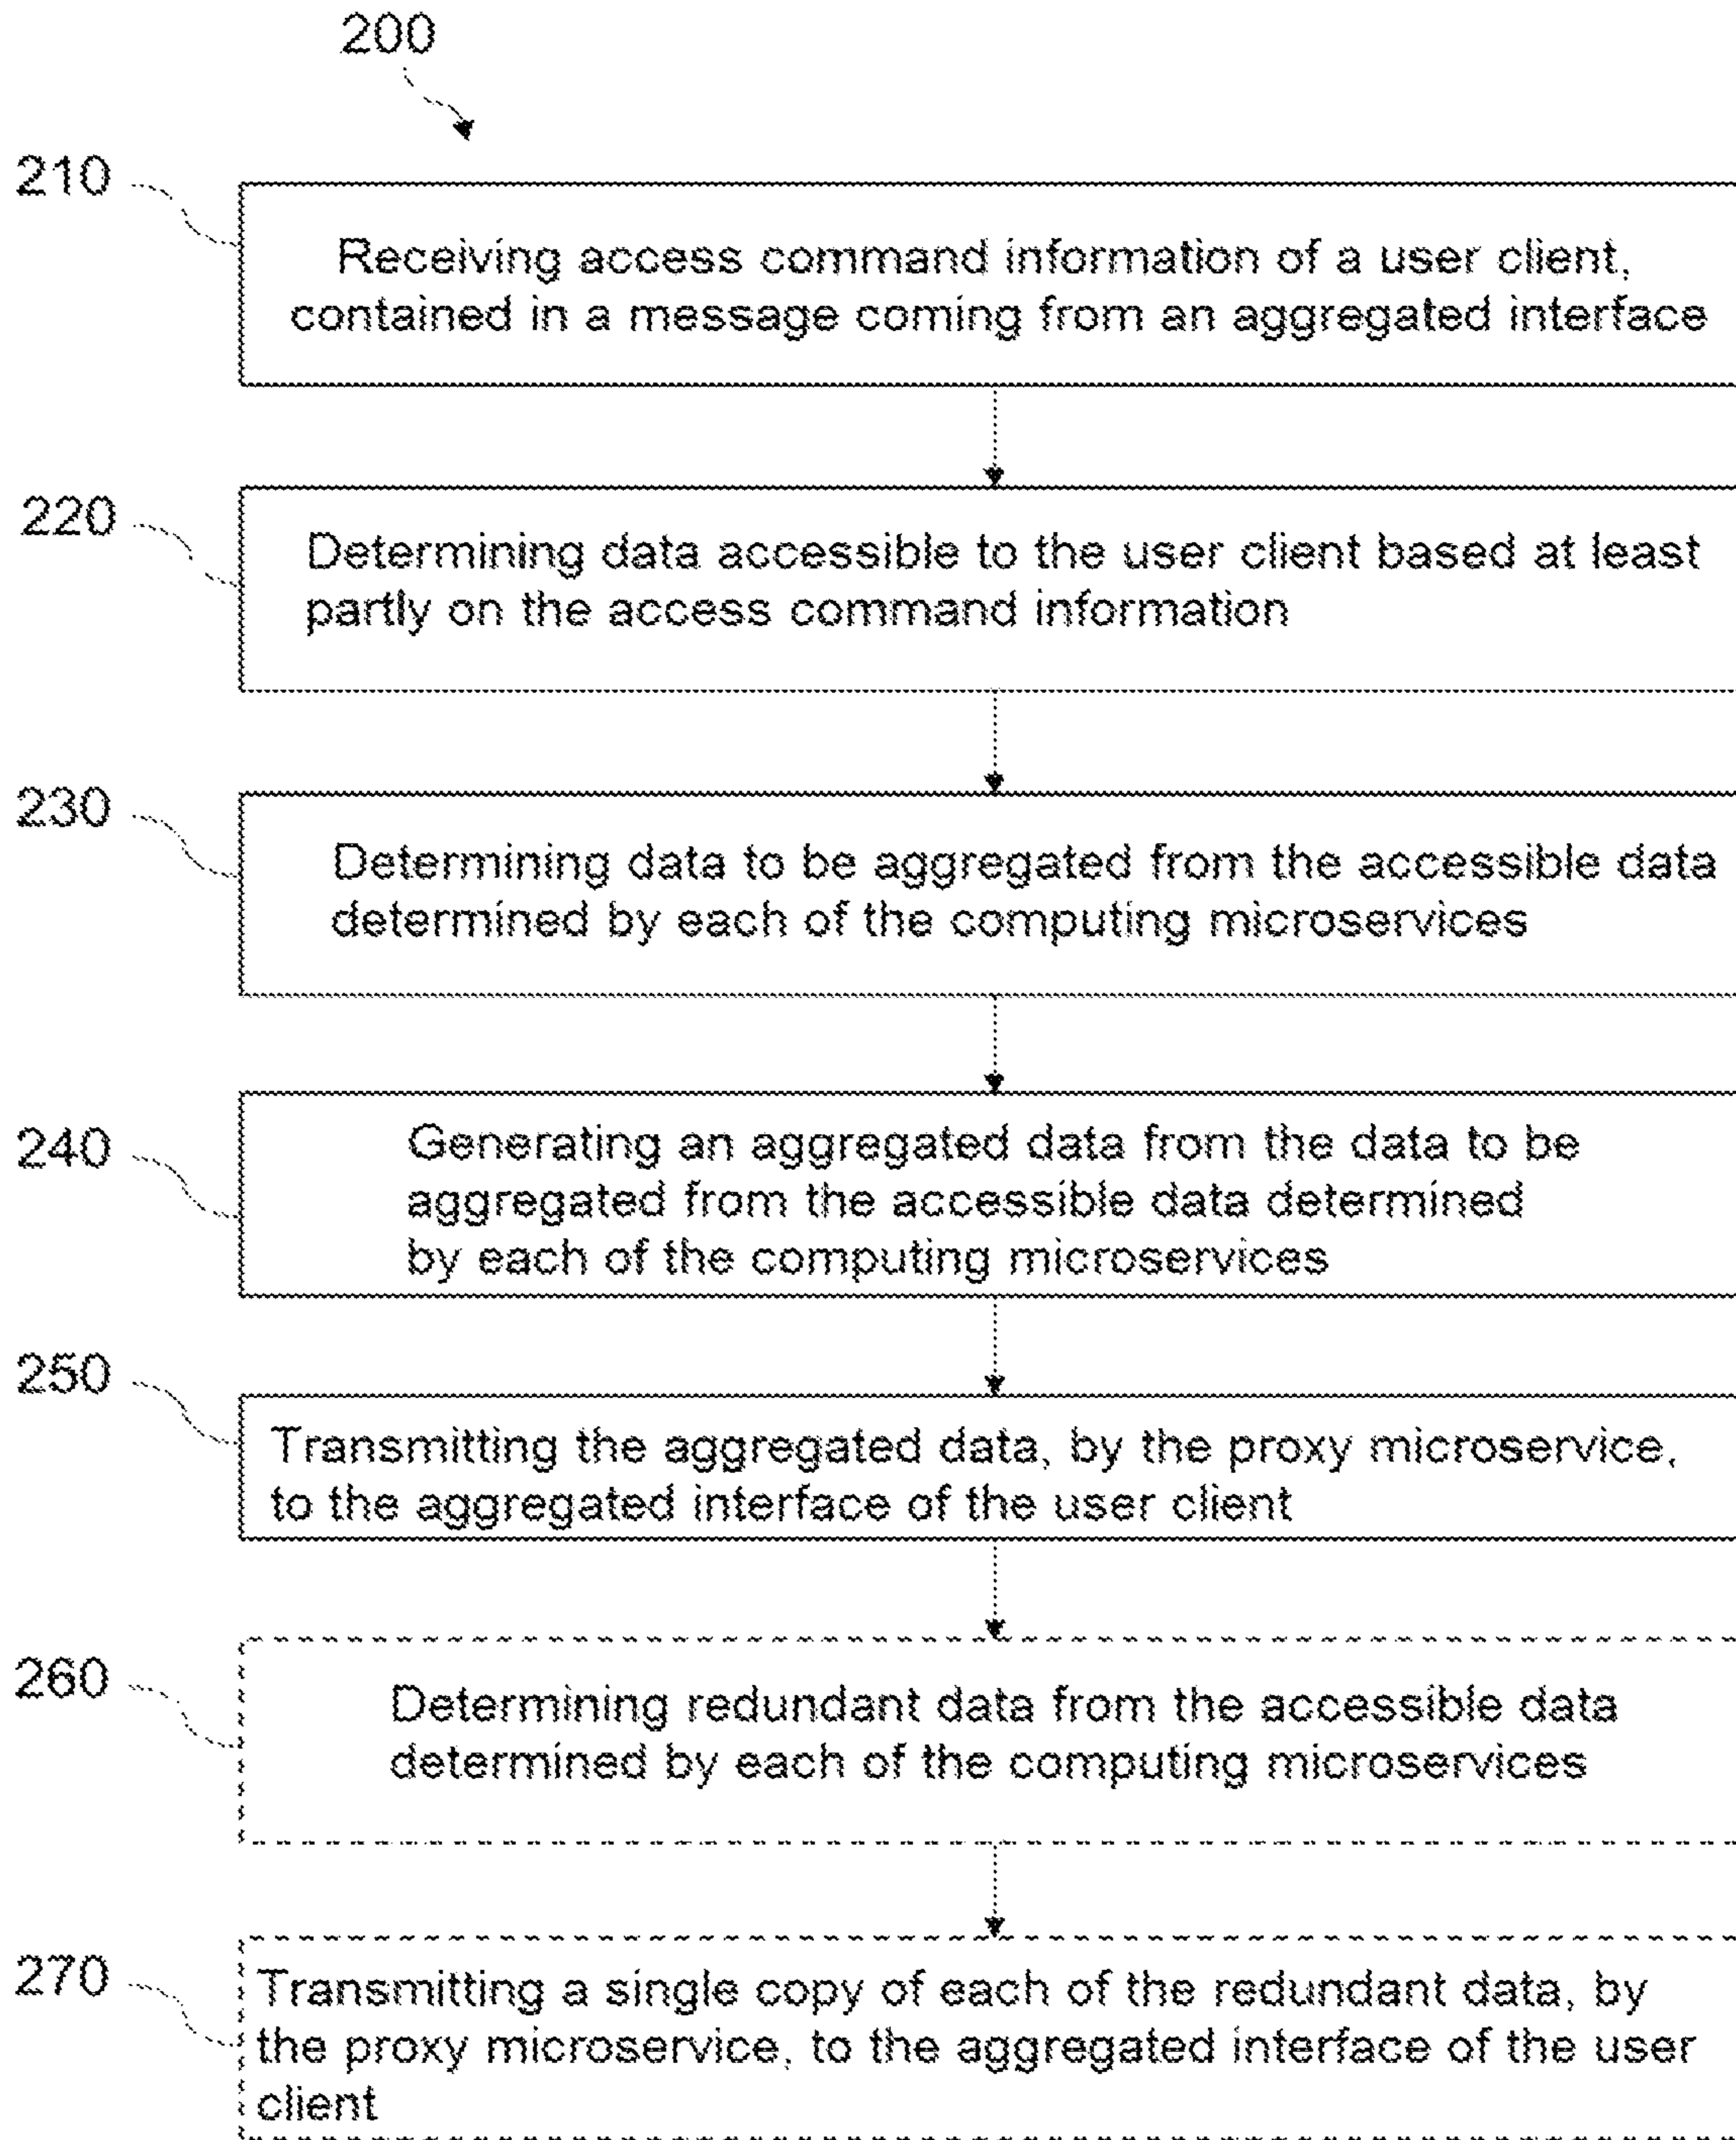 200
210
Receiving access command information of a user client,
contained in a message coming from an aggregated interface
220
Determining data accessible to the user client based at least
partly on the access command information
230
Determining data to be aggregated from the accessible data
determined by each of the computing microservices
240
Generating an aggregated data from the data to be
aggregated from the accessible data determined
by each of the computing microservices
250
Transmitting the aggregated data, by the proxy microservice,
to the aggregated interface of the user client
260
Determining redundant data from the accessible data
determined by each of the computing microservices
270
Transmitting a single copy of each of the redundant data, by
the proxy microservice, to the aggregated interface of the user
client